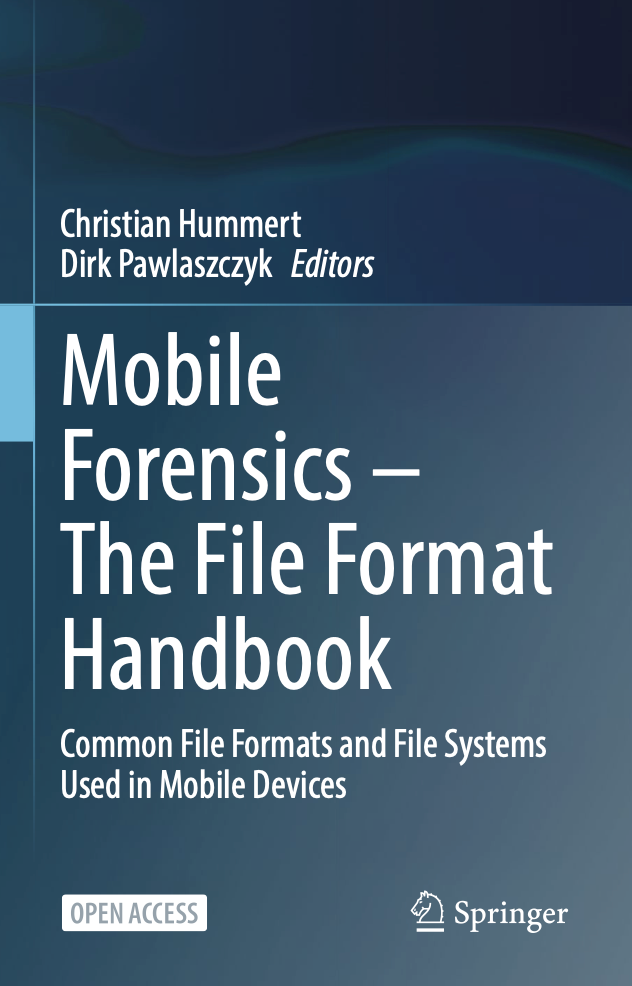 Christian Hummert
Dirk Pawlaszczyk Editors
Mobile
Forensics –
The File Format
Handbook
Common File Formats and File Systems
Used in Mobile Devices
OPEN ACCESS
Springer